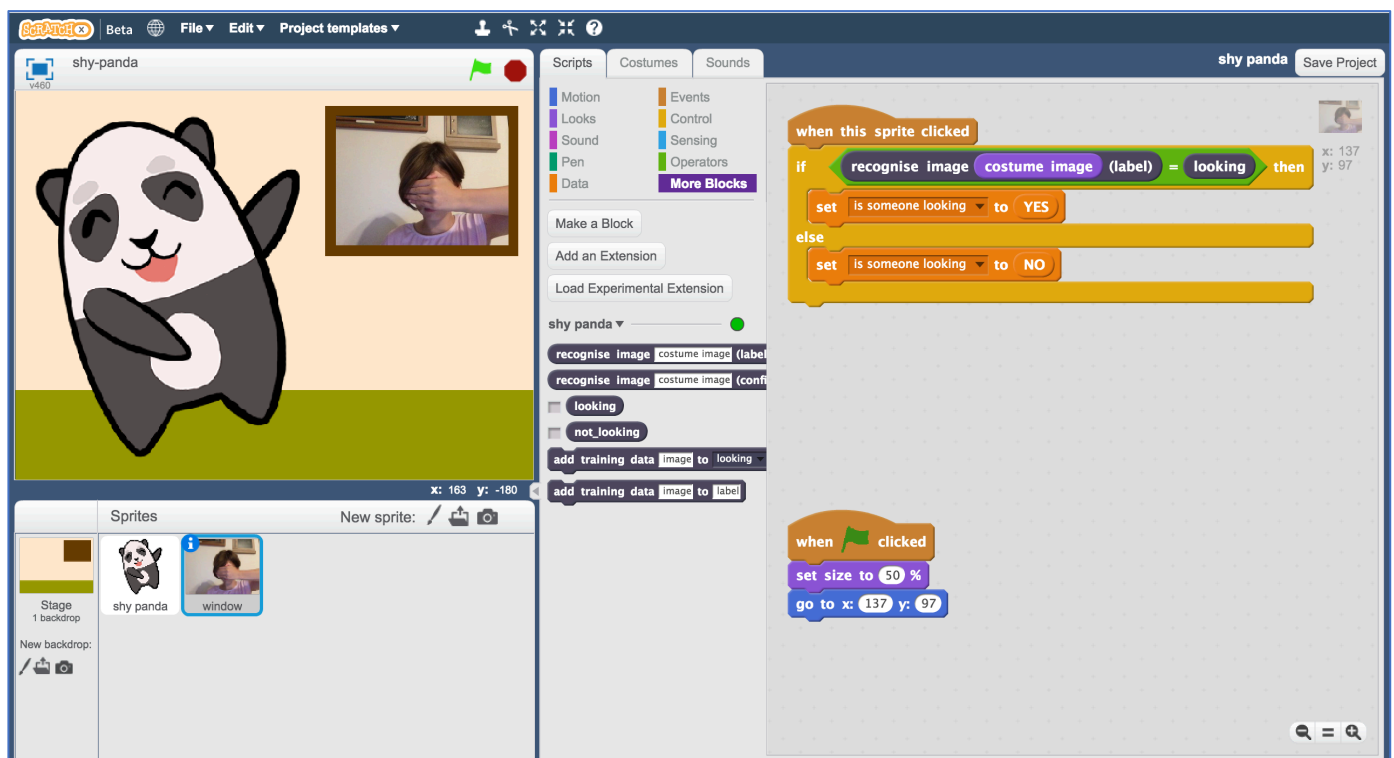 SCRATCHX Beta File Edit Project templates
shy-panda
v460
x: 163 y: -180
Sprites New sprite:
Stage
1 backdrop
New backdrop:
shy panda
window
Scripts Costumes Sounds
shy panda Save Project
Motion Events
Looks Control
Sound Sensing
Pen Operators
Data More Blocks
Make a Block
Add an Extension
Load Experimental Extension
shy panda
recognise image costume image (label
recognise image costume image (confi
looking
not_looking
add training data image to looking
add training data image to label
when this sprite clicked
if recognise image costume image (label) = looking then
set is someone looking to YES
else
set is someone looking to NO
x: 137
y: 97
when clicked
set size to 50 %
go to x: 137 y: 97